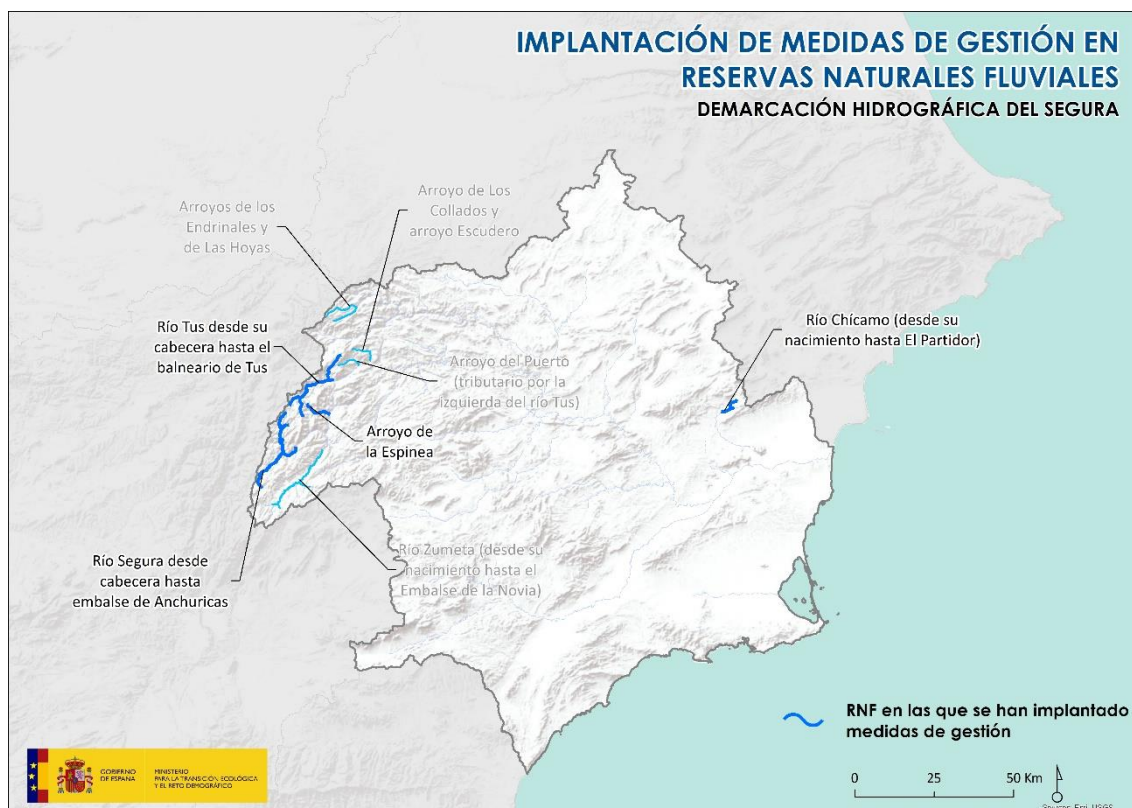 IMPLANTACIÓN DE MEDIDAS DE GESTIÓN EN
RESERVAS NATURALES FLUVIALES
DEMARCACIÓN HIDROGRÁFICA DEL SEGURA
Arroyos de los
Endrinales y
de Las Hoyas
Arroyo de Los
Collados y
arroyo Escudero
Río Tus desde su
cabecera hasta el
balneario de Tus
Arroyo del Puerto
(tributario por la
izquierda del río Tus)
Río Chícamo (desde su
nacimiento hasta El Partidor)
Arroyo de
la Espinea
Río Segura desde
cabecera hasta
embalse de Anchuricas
Río Zumeta (desde su
nacimiento hasta el
Embalse de la Novia)
RNF en las que se han implantado
medidas de gestión
0 25 50 Km
GOBIERNO
DE ESPAÑA
MINISTERIO
PARA LA TRANSICIÓN ECOLÓGICA
Y EL RETO DEMOGRÁFICO